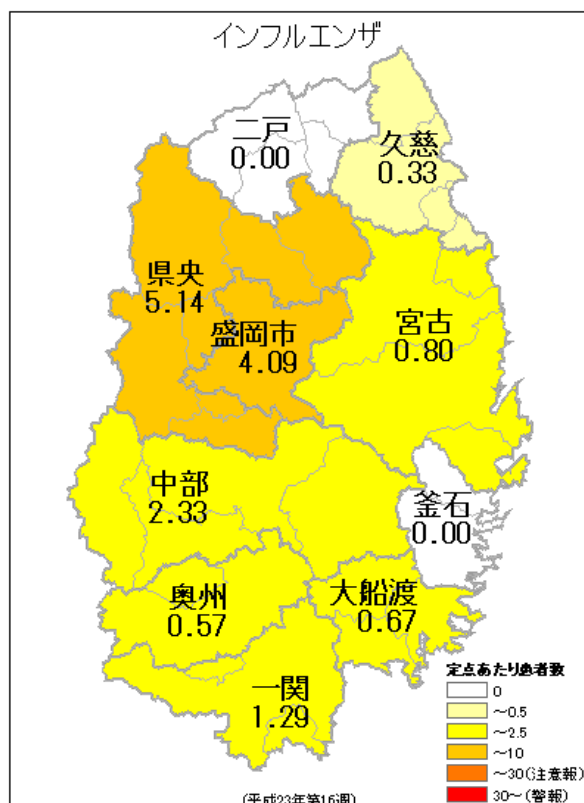 インフルエンザ
二戸
0.00
久慈
0.33
県央
5.14
盛岡市
4.09
宮古
0.80
中部
2.33
釜石
0.00
奥州
0.57
大船渡
0.67
一関
1.29
定点あたり患者数
0
～0.5
～2.5
～10
～30(注意報)
30～(警報)
(平成23年第16週)